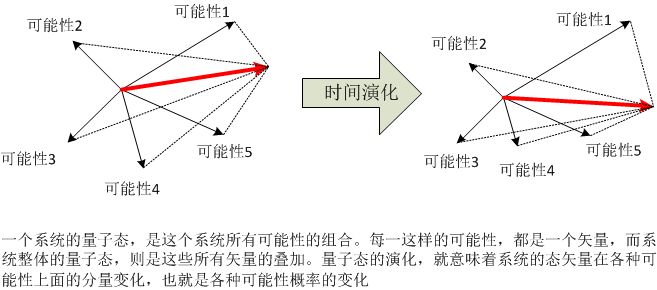 可能性1
可能性2
可能性3
可能性4
可能性5
时间演化
可能性1
可能性2
可能性3
可能性4
可能性5
一个系统的量子态，是这个系统所有可能性的组合。每一这样的可能性，都是一个矢量，而系
统整体的量子态，则是这些所有矢量的叠加。量子态的演化，就意味着系统的态矢量在各种可
能性上面的分量变化，也就是各种可能性概率的变化